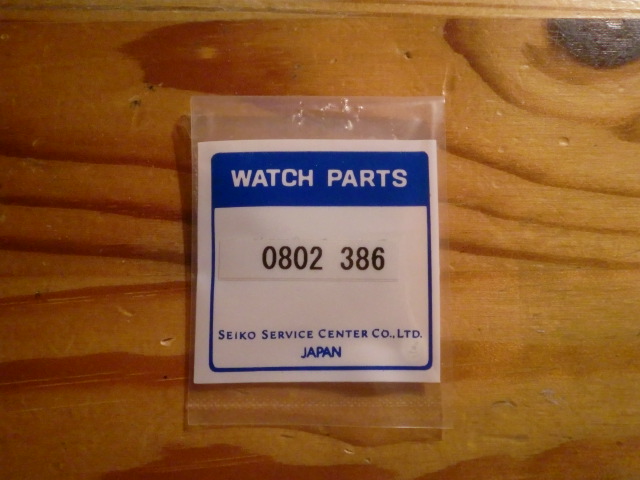 WATCH PARTS
0802 386
SEIKO SERVICE CENTER CO.,LTD.
JAPAN